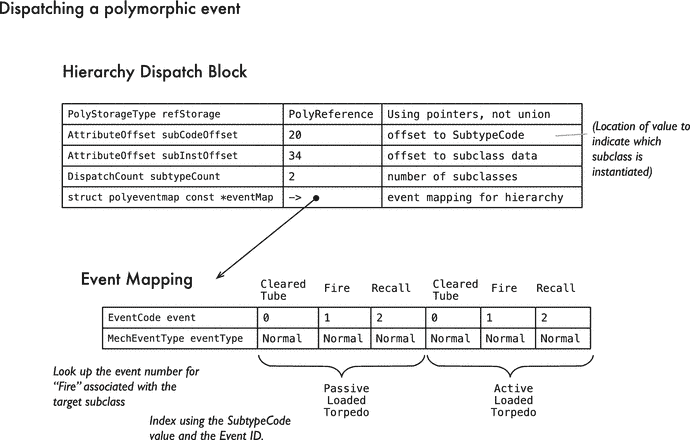 Dispatching a polymorphic event
Hierarchy Dispatch Block
PolyStorageType refStorage PolyReference Using pointers, not union
AttributeOffset subCodeOffset 20 offset to SubtypeCode
AttributeOffset subInstOffset 34 offset to subclass data
DispatchCount subtypeCount 2 number of subclasses
struct polyeventmap const *eventMap —> event mapping for hierarchy
(Location of value to
indicate which
subclass is
instantiated)
Event Mapping
Cleared Tube Fire Recall Cleared Tube Fire Recall
EventCode event 0 1 2 0 1 2
MechEventType eventType Normal Normal Normal Normal Normal Normal
Look up the event number for
“Fire” associated with the
target subclass
Passive
Loaded
Torpedo
Active
Loaded
Torpedo
Index using the SubtypeCode
value and the Event ID.